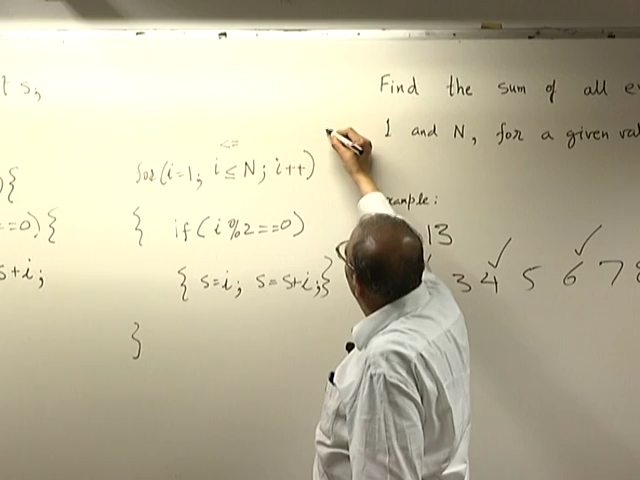 s;
Find the sum of all
1 and N, for a given
<=
{ for(i=1; i≤N; i++)
==0){ { if(i%2==0)
ample:
13
s+i; { s=i; s=s+i;} 3 4 5 6 7 8
}